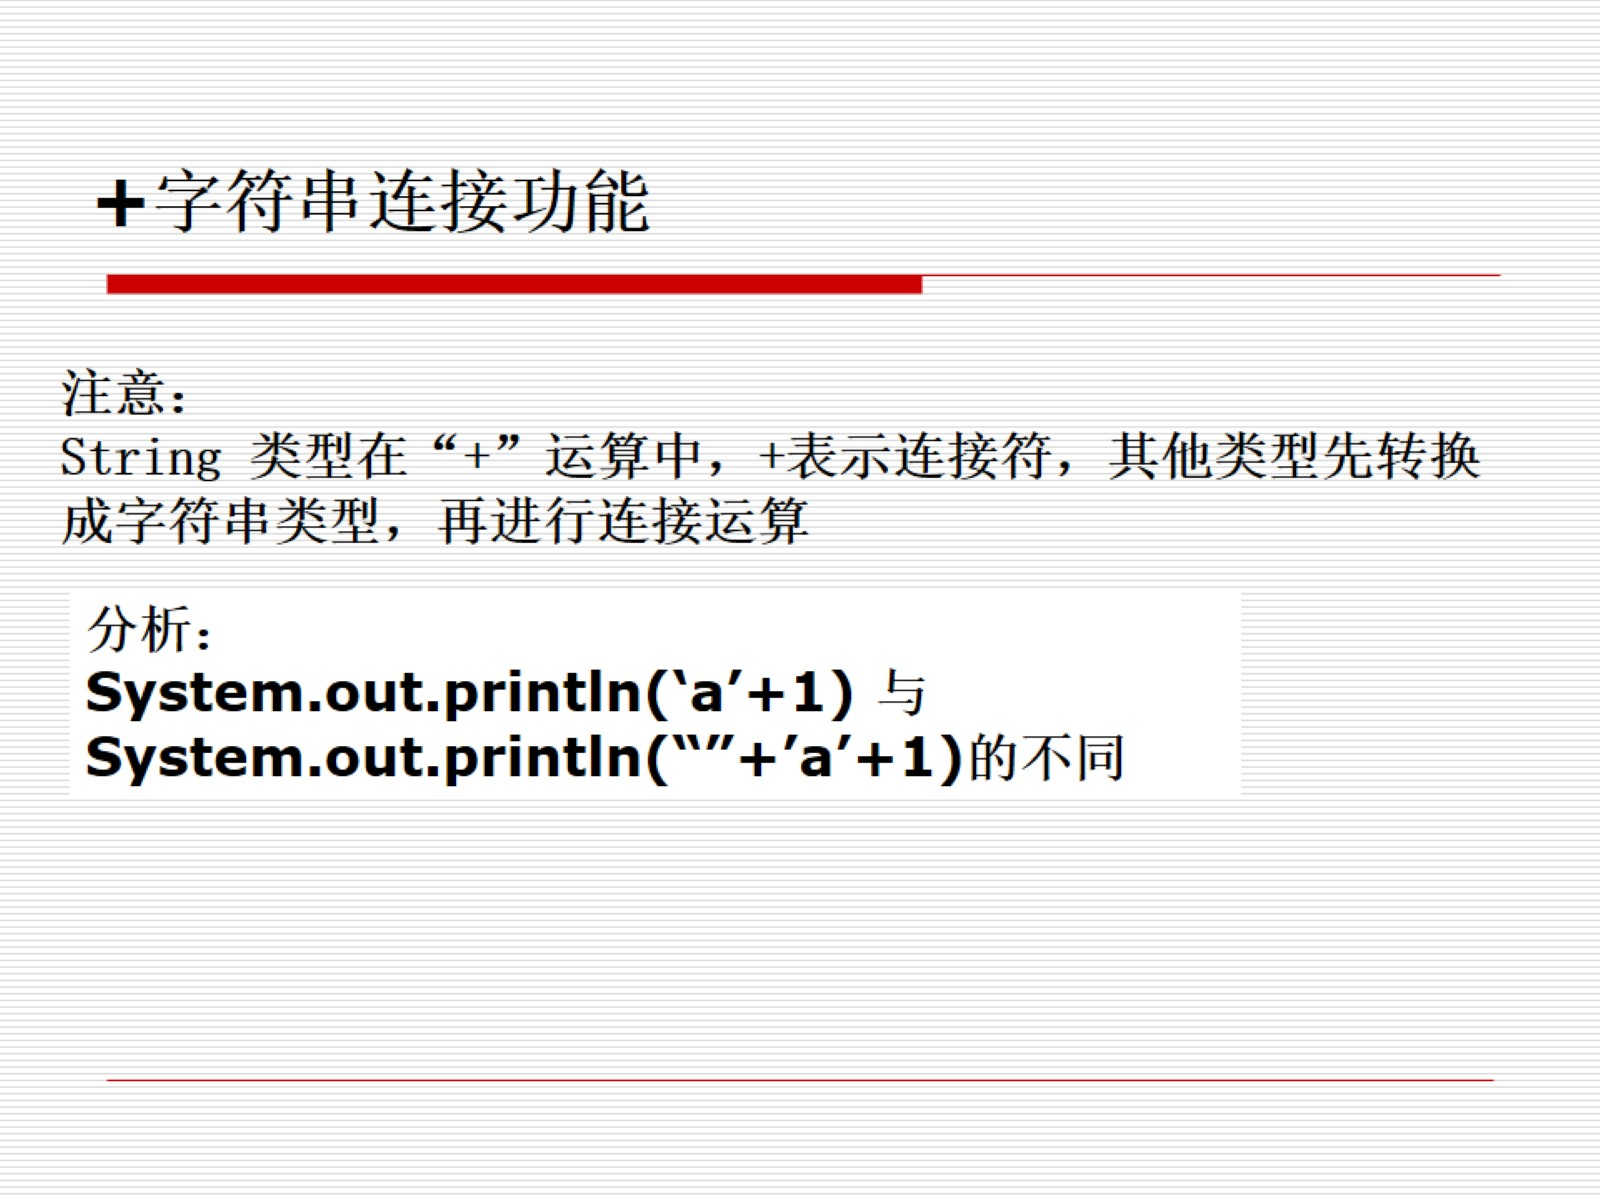 +字符串连接功能
注意：
String 类型在“+”运算中，+表示连接符，其他类型先转换
成字符串类型，再进行连接运算
分析：
System.out.println(‘a’+1) 与
System.out.println(“”+’a’+1)的不同